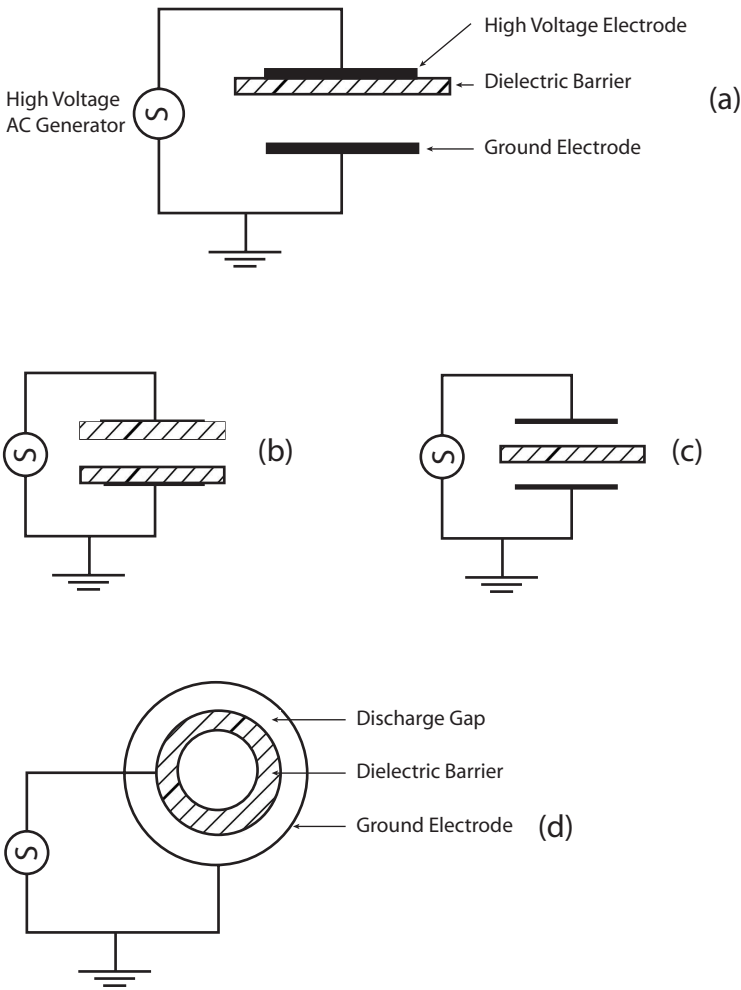 High Voltage Electrode
Dielectric Barrier
High Voltage
AC Generator
(a)
Ground Electrode
(b)
(c)
Discharge Gap
Dielectric Barrier
Ground Electrode
(d)